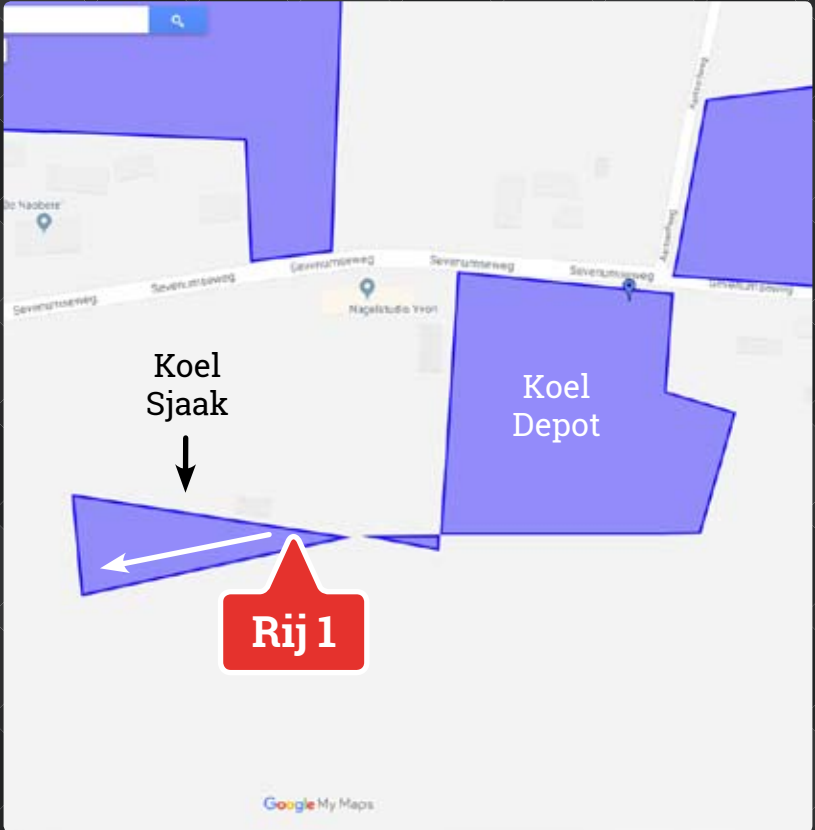 De Naobere
Sevenumseweg
Sevenumseweg
Sevenumseweg
Sevenumseweg
Sevenumseweg
Nagelstudio Yvon
Koel
Sjaak
Koel
Depot
Rij 1
Google My Maps